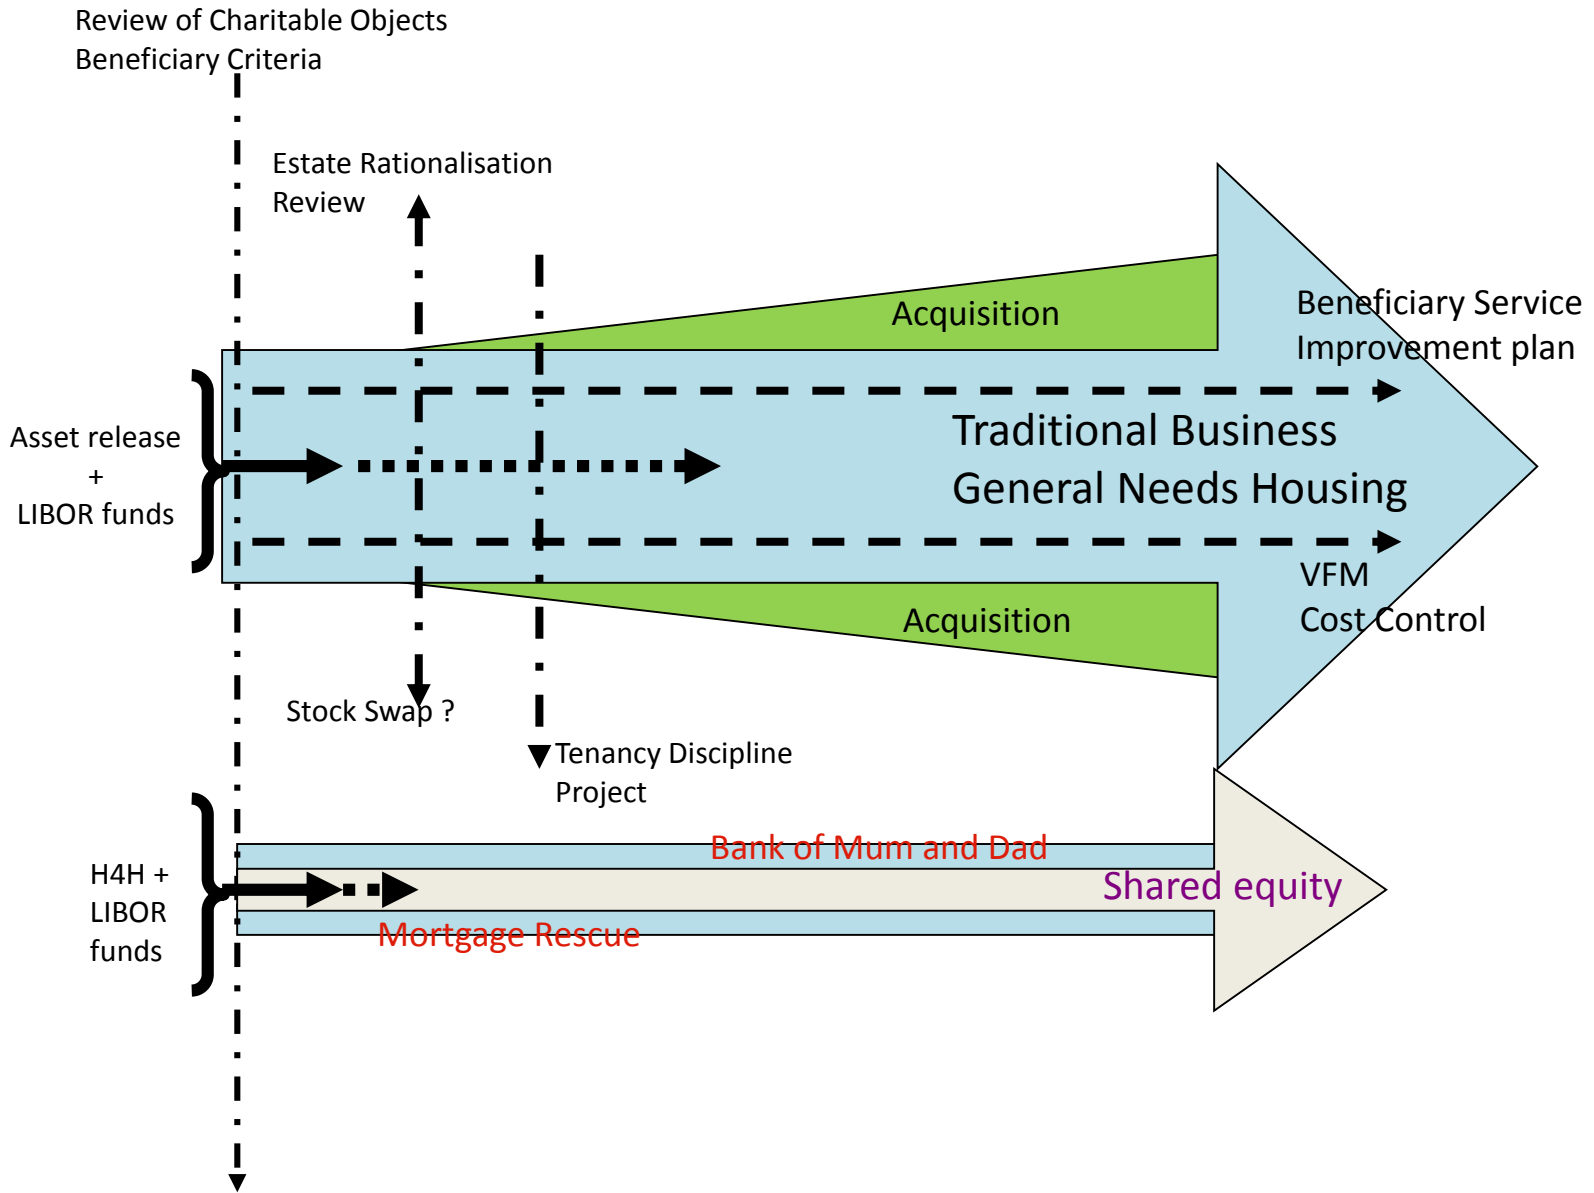 Review of Charitable Objects
Beneficiary Criteria
Estate Rationalisation
Review
Acquisition
Beneficiary Service
Improvement plan
Asset release
+
LIBOR funds
Traditional Business
General Needs Housing
VFM
Cost Control
Acquisition
Stock Swap ?
Tenancy Discipline
Project
Bank of Mum and Dad
H4H +
LIBOR
funds
Shared equity
Mortgage Rescue